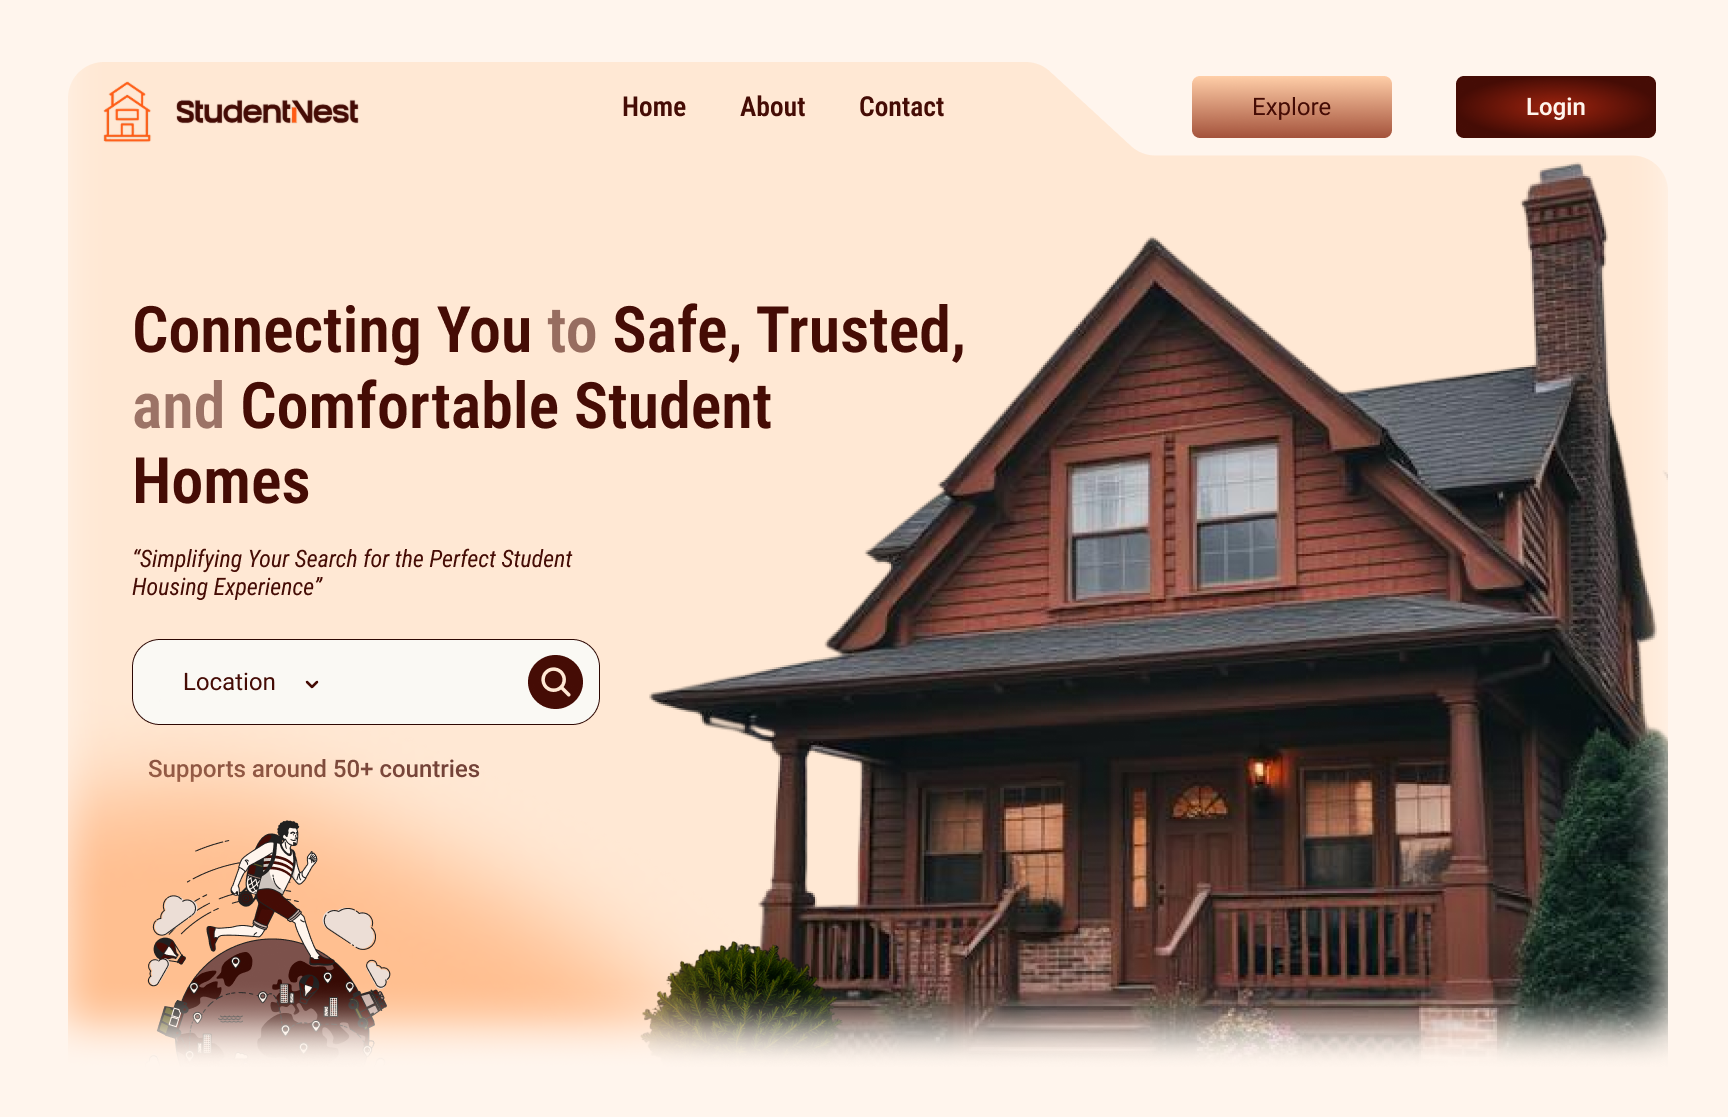 StudentNest
Home
About
Contact
Explore
Login
Connecting You to Safe, Trusted,
and Comfortable Student
Homes
“Simplifying Your Search for the Perfect Student
Housing Experience”
Location
Supports around 50+ countries